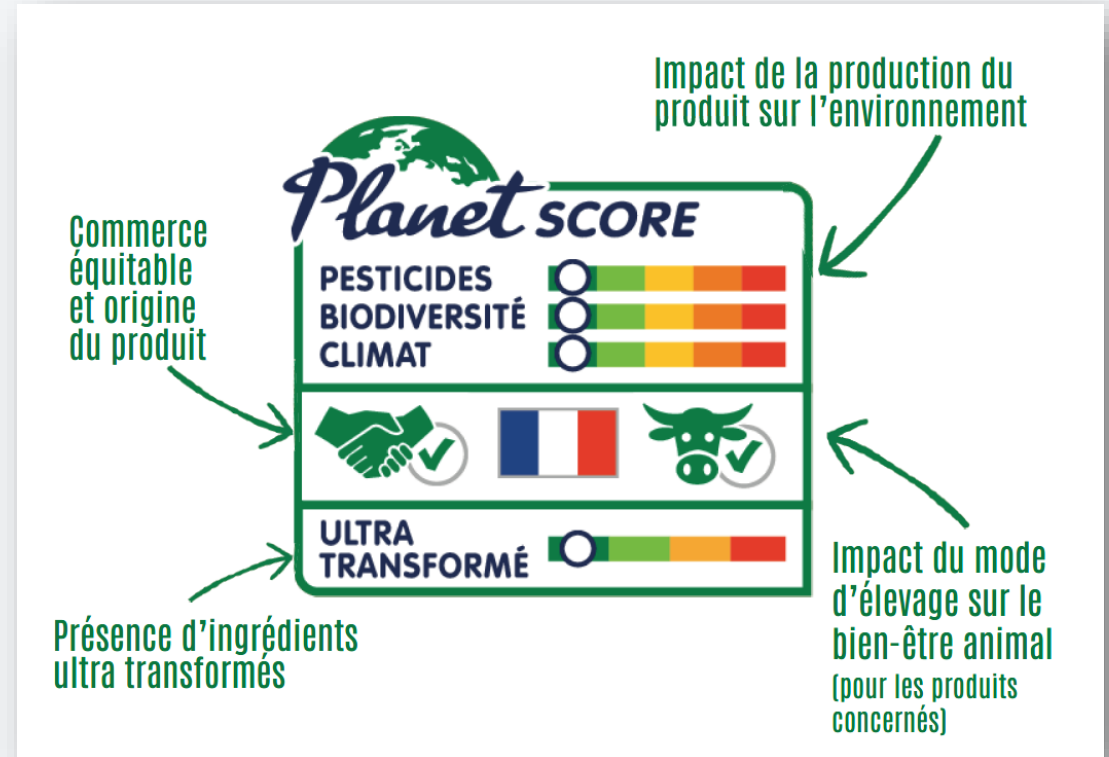 Impact de la production du
produit sur l’environnement
Planet SCORE
PESTICIDES
BIODIVERSITÉ
CLIMAT
Commerce
équitable
et origine
du produit
ULTRA
TRANSFORMÉ
Présence d’ingrédients
ultra transformés
Impact du mode
d’élevage sur le
bien-être animal
(pour les produits
concernés)